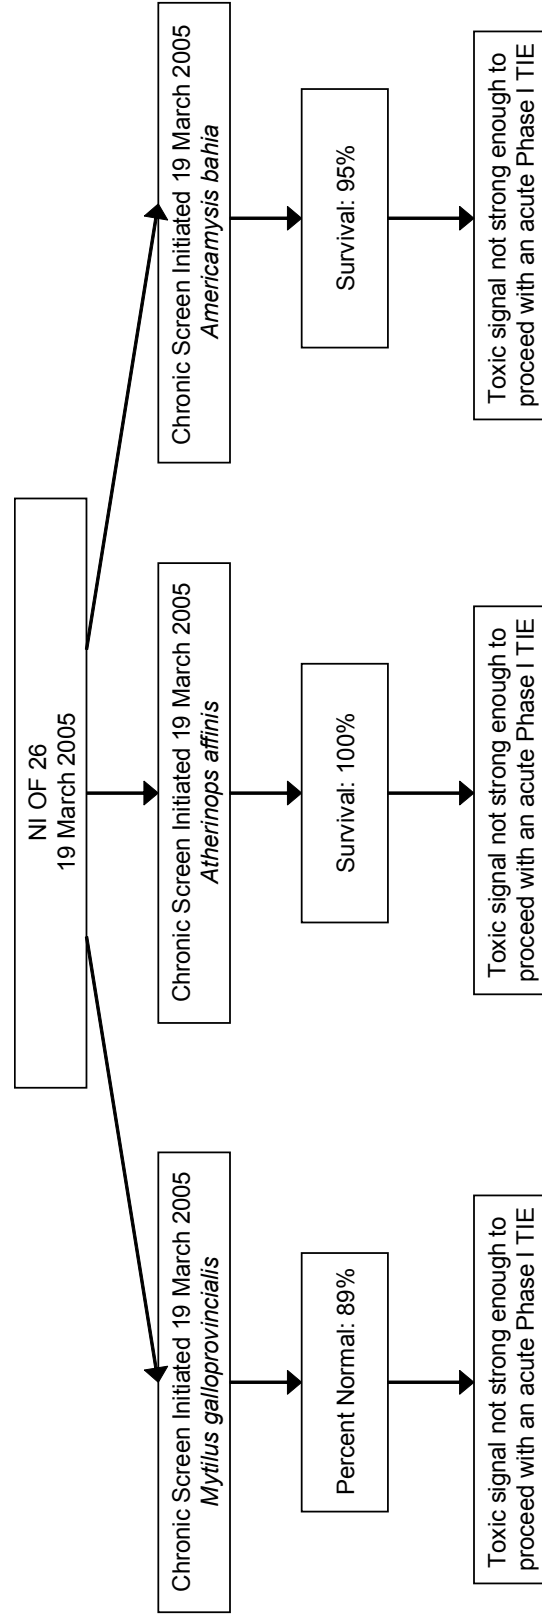 NI OF 26
19 March 2005
Chronic Screen Initiated 19 March 2005
Mytilus galloprovincialis
Percent Normal: 89%
Toxic signal not strong enough to
proceed with an acute Phase I TIE
Chronic Screen Initiated 19 March 2005
Atherinops affinis
Survival: 100%
Toxic signal not strong enough to
proceed with an acute Phase I TIE
Chronic Screen Initiated 19 March 2005
Americamysis bahia
Survival: 95%
Toxic signal not strong enough to
proceed with an acute Phase I TIE